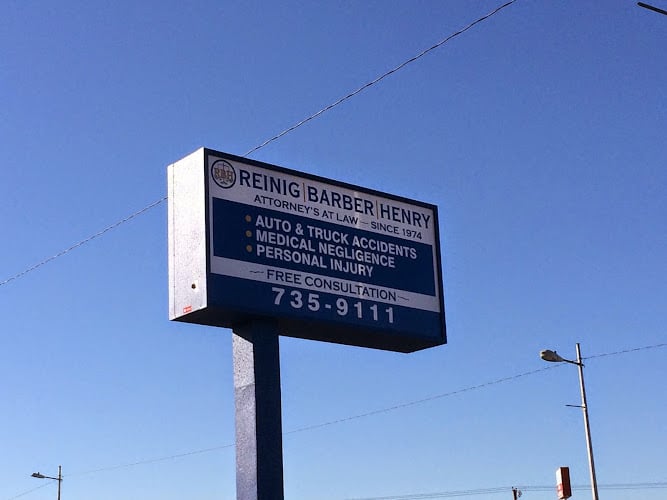 RBH
REINIG|BARBER|HENRY
ATTORNEY'S AT LAW — SINCE 1974
• AUTO & TRUCK ACCIDENTS
• MEDICAL NEGLIGENCE
• PERSONAL INJURY
—FREE CONSULTATION—
735-9111